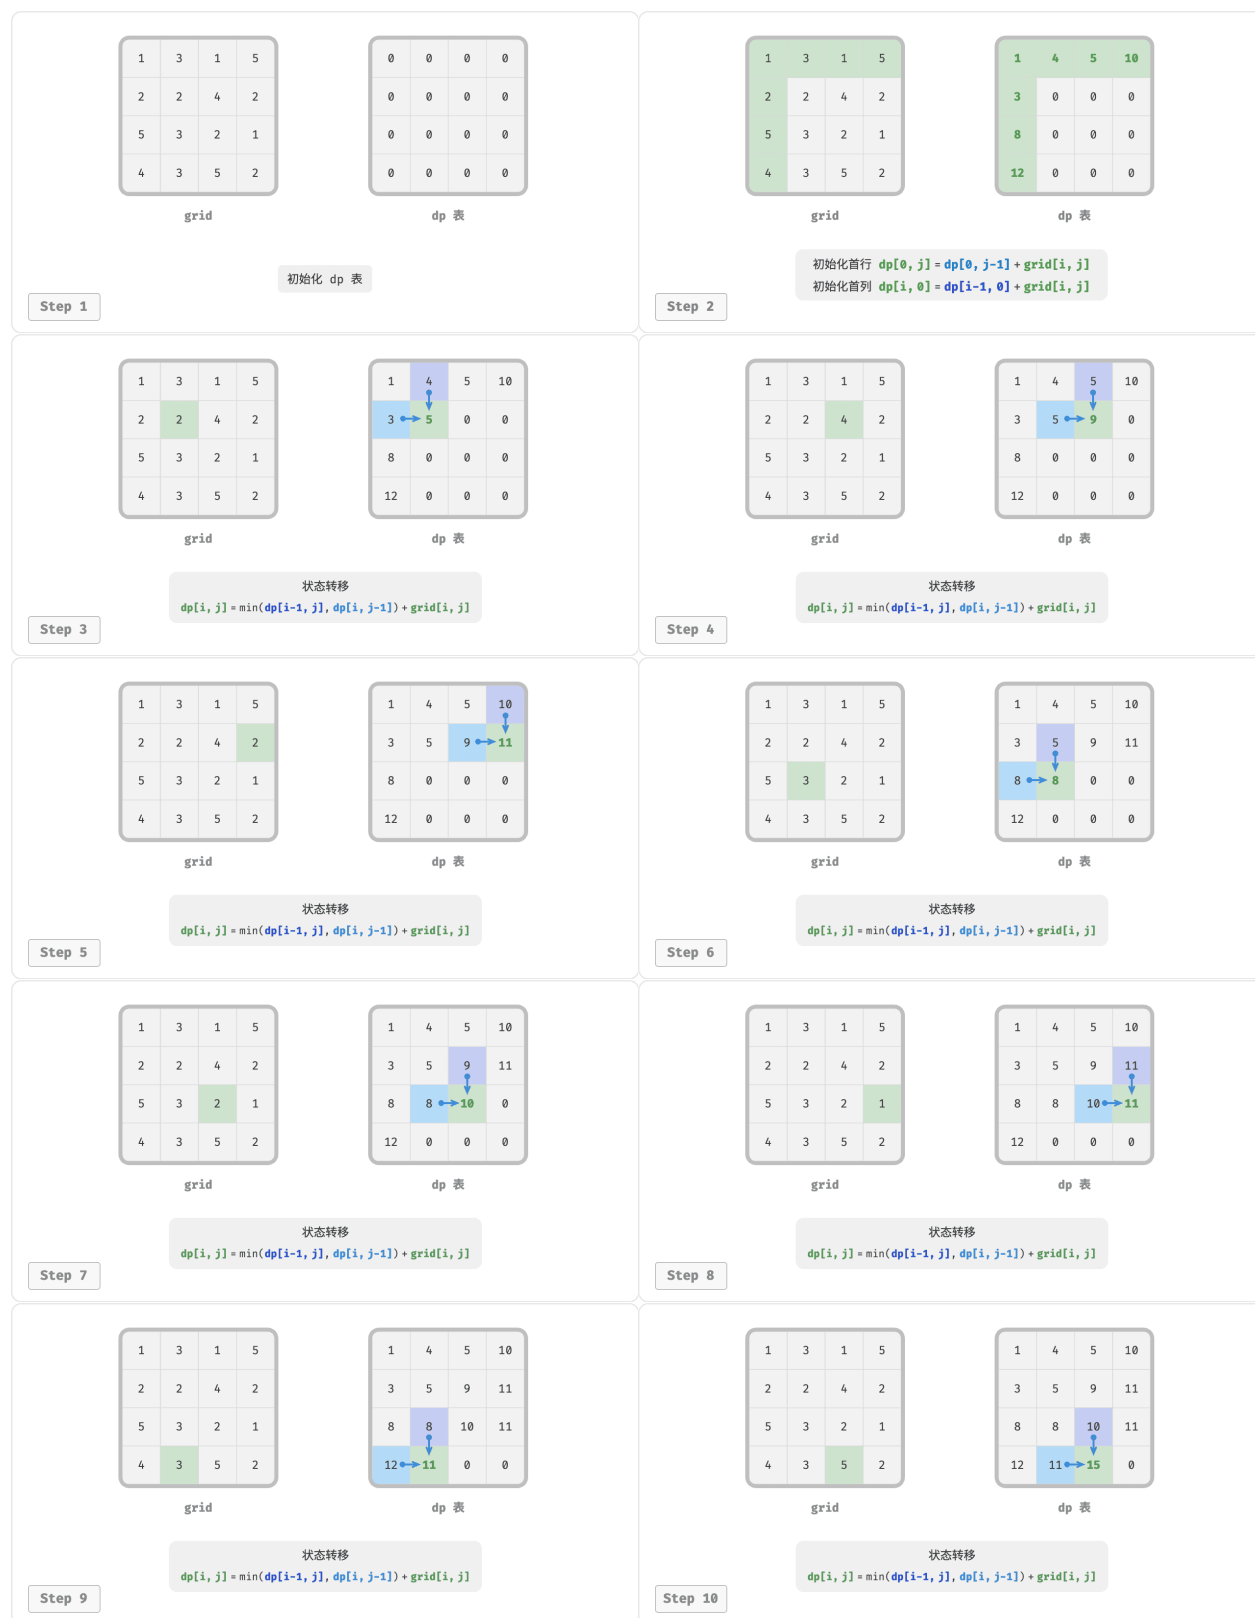 1 3 1 5 0 0 0 0
2 2 4 2 0 0 0 0
5 3 2 1 0 0 0 0
4 3 5 2 0 0 0 0
grid dp 表
初始化 dp 表
Step 1
1 3 1 5 1 4 5 10
2 2 4 2 3 0 0 0
5 3 2 1 8 0 0 0
4 3 5 2 12 0 0 0
grid dp 表
初始化首行 dp[0, j] = dp[0, j-1] + grid[i, j]
初始化首列 dp[i, 0] = dp[i-1, 0] + grid[i, j]
Step 2
1 3 1 5 1 4 5 10
2 2 4 2 3 5 0 0
5 3 2 1 8 0 0 0
4 3 5 2 12 0 0 0
grid dp 表
状态转移
dp[i, j] = min(dp[i-1, j], dp[i, j-1]) + grid[i, j]
Step 3
1 3 1 5 1 4 5 10
2 2 4 2 3 5 9 0
5 3 2 1 8 0 0 0
4 3 5 2 12 0 0 0
grid dp 表
状态转移
dp[i, j] = min(dp[i-1, j], dp[i, j-1]) + grid[i, j]
Step 4
1 3 1 5 1 4 5 10
2 2 4 2 3 5 9 11
5 3 2 1 8 0 0 0
4 3 5 2 12 0 0 0
grid dp 表
状态转移
dp[i, j] = min(dp[i-1, j], dp[i, j-1]) + grid[i, j]
Step 5
1 3 1 5 1 4 5 10
2 2 4 2 3 5 9 11
5 3 2 1 8 8 0 0
4 3 5 2 12 0 0 0
grid dp 表
状态转移
dp[i, j] = min(dp[i-1, j], dp[i, j-1]) + grid[i, j]
Step 6
1 3 1 5 1 4 5 10
2 2 4 2 3 5 9 11
5 3 2 1 8 8 10 0
4 3 5 2 12 0 0 0
grid dp 表
状态转移
dp[i, j] = min(dp[i-1, j], dp[i, j-1]) + grid[i, j]
Step 7
1 3 1 5 1 4 5 10
2 2 4 2 3 5 9 11
5 3 2 1 8 8 10 11
4 3 5 2 12 0 0 0
grid dp 表
状态转移
dp[i, j] = min(dp[i-1, j], dp[i, j-1]) + grid[i, j]
Step 8
1 3 1 5 1 4 5 10
2 2 4 2 3 5 9 11
5 3 2 1 8 8 10 11
4 3 5 2 12 11 0 0
grid dp 表
状态转移
dp[i, j] = min(dp[i-1, j], dp[i, j-1]) + grid[i, j]
Step 9
1 3 1 5 1 4 5 10
2 2 4 2 3 5 9 11
5 3 2 1 8 8 10 11
4 3 5 2 12 11 15 0
grid dp 表
状态转移
dp[i, j] = min(dp[i-1, j], dp[i, j-1]) + grid[i, j]
Step 10